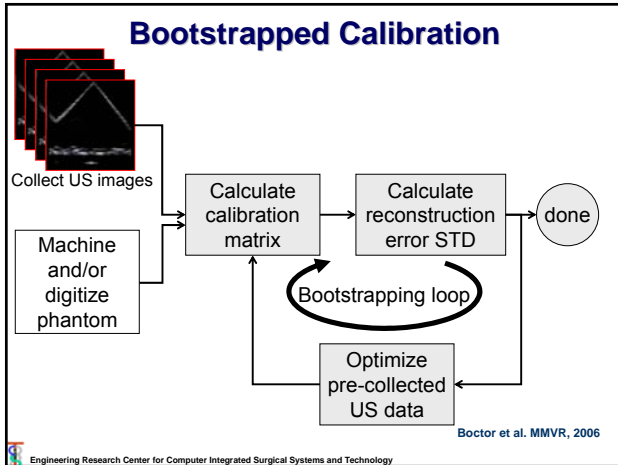 Bootstrapped Calibration
Collect US images
Machine
and/or
digitize
phantom
Calculate
calibration
matrix
Calculate
reconstruction
error STD
done
Bootstrapping loop
Optimize
pre-collected
US data
Boctor et al. MMVR, 2006
Engineering Research Center for Computer Integrated Surgical Systems and Technology